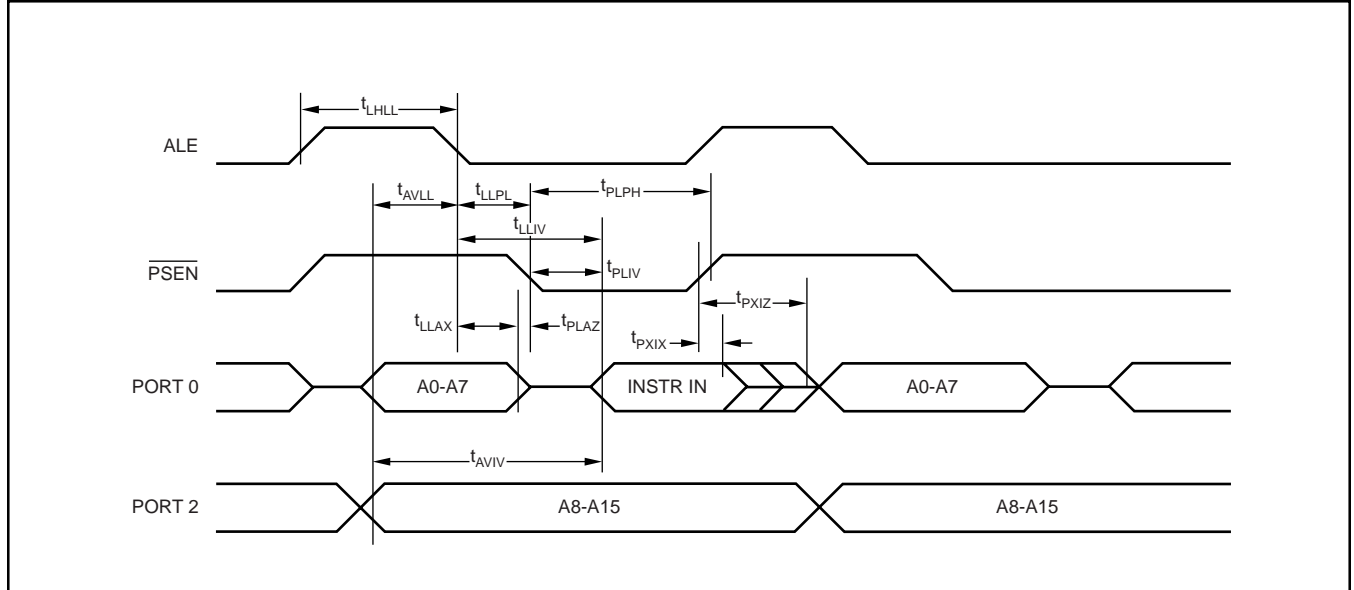 tLHLL
ALE
tAVLL tLLPL tPLPH
tLLIV
PSEN
tPLIV
tPXIZ
tLLAX tPLAZ
tPXIX
PORT 0 A0-A7 INSTR IN A0-A7
tAVIV
PORT 2 A8-A15 A8-A15